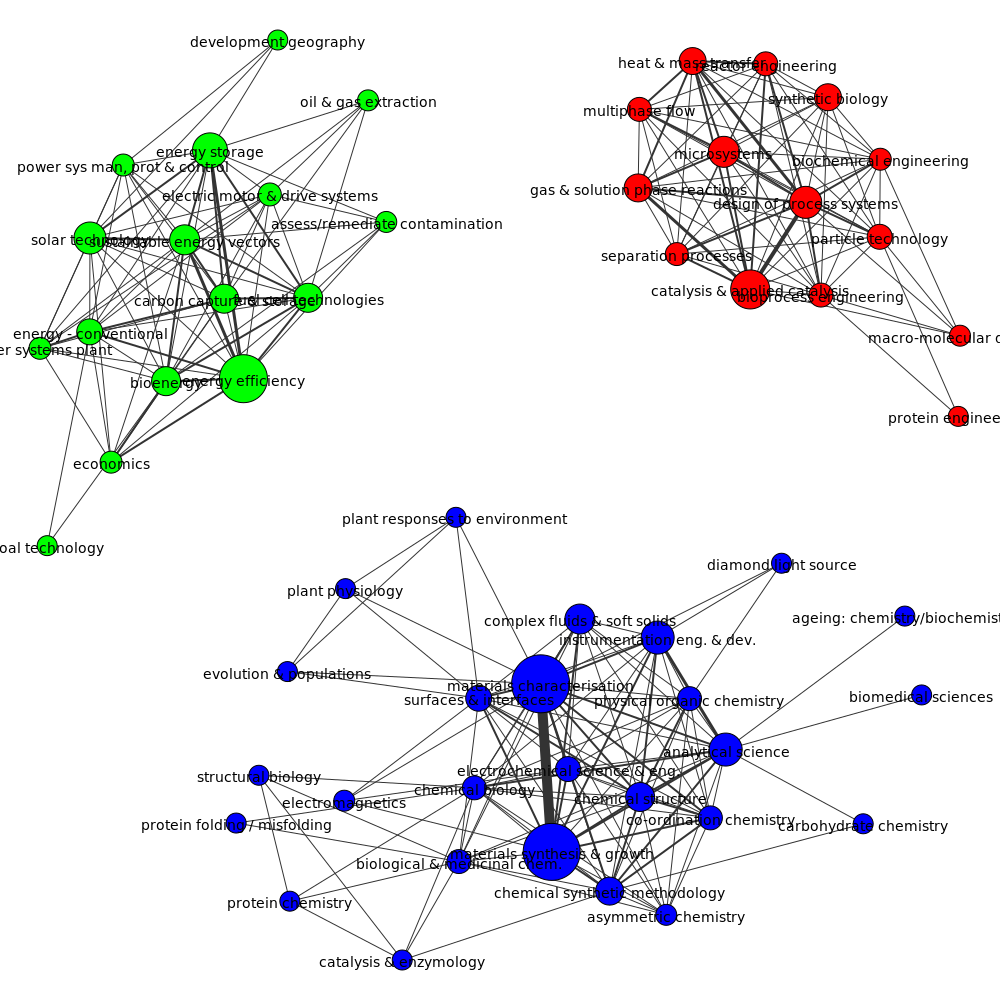 development geography
oil & gas extraction
energy storage
power sys man, prot & control
electric motor & drive systems
assess/remediate contamination
solar technology
sustainable energy vectors
carbon capture & storage
fuel cell technologies
energy - conventional
er systems plant
bioenergy
energy efficiency
economics
oal technology
heat & mass transfer
reactor engineering
synthetic biology
multiphase flow
microsystems
biochemical engineering
gas & solution phase reactions
design of process systems
particle technology
separation processes
catalysis & applied catalysis
bioprocess engineering
macro-molecular d
protein enginee
plant responses to environment
diamond light source
plant physiology
complex fluids & soft solids
ageing: chemistry/biochemist
instrumentation eng. & dev.
evolution & populations
materials characterisation
surfaces & interfaces
physical organic chemistry
biomedical sciences
analytical science
structural biology
electrochemical science & eng.
chemical biology
electromagnetics
chemical structure
co-ordination chemistry
protein folding / misfolding
carbohydrate chemistry
materials synthesis & growth
biological & medicinal chem.
chemical synthetic methodology
protein chemistry
asymmetric chemistry
catalysis & enzymology